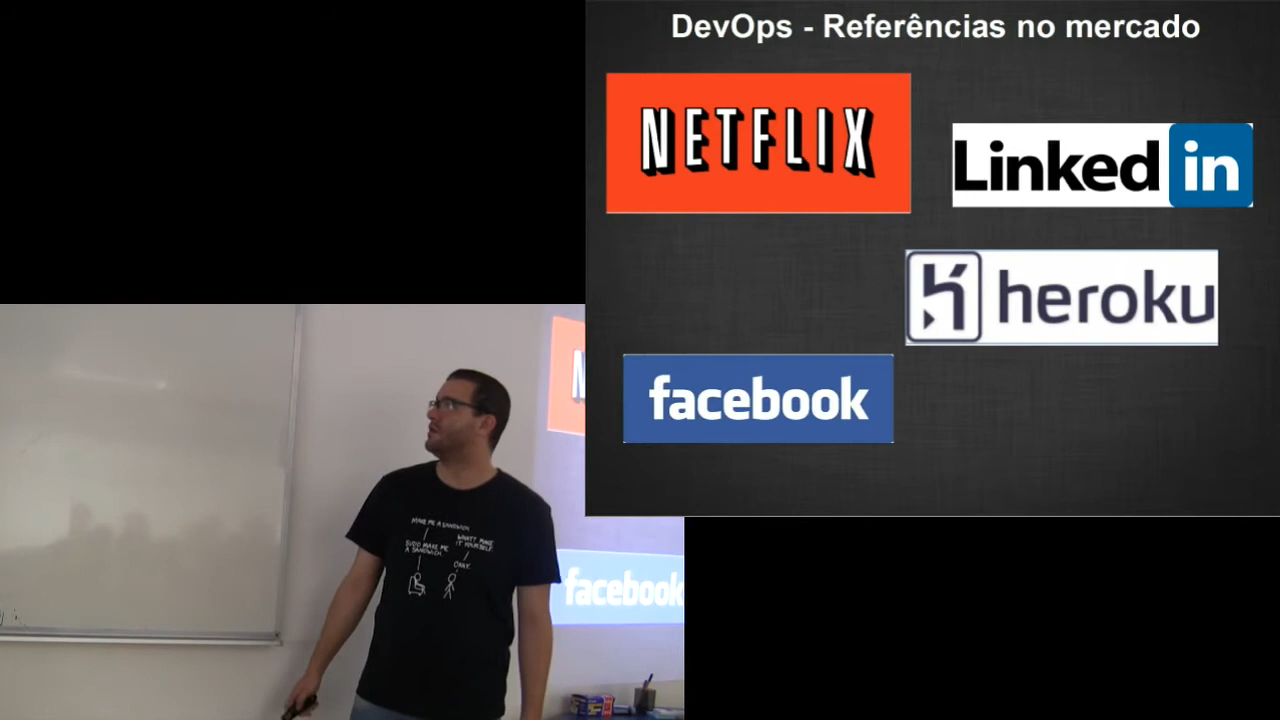 DevOps - Referências no mercado
NETFLIX
Linked in
heroku
facebook
N
MAKE ME A SANDWICH.
WHAT? MAKE
IT YOURSELF.
SUDO MAKE ME
A SANDWICH.
OKAY.
facebook